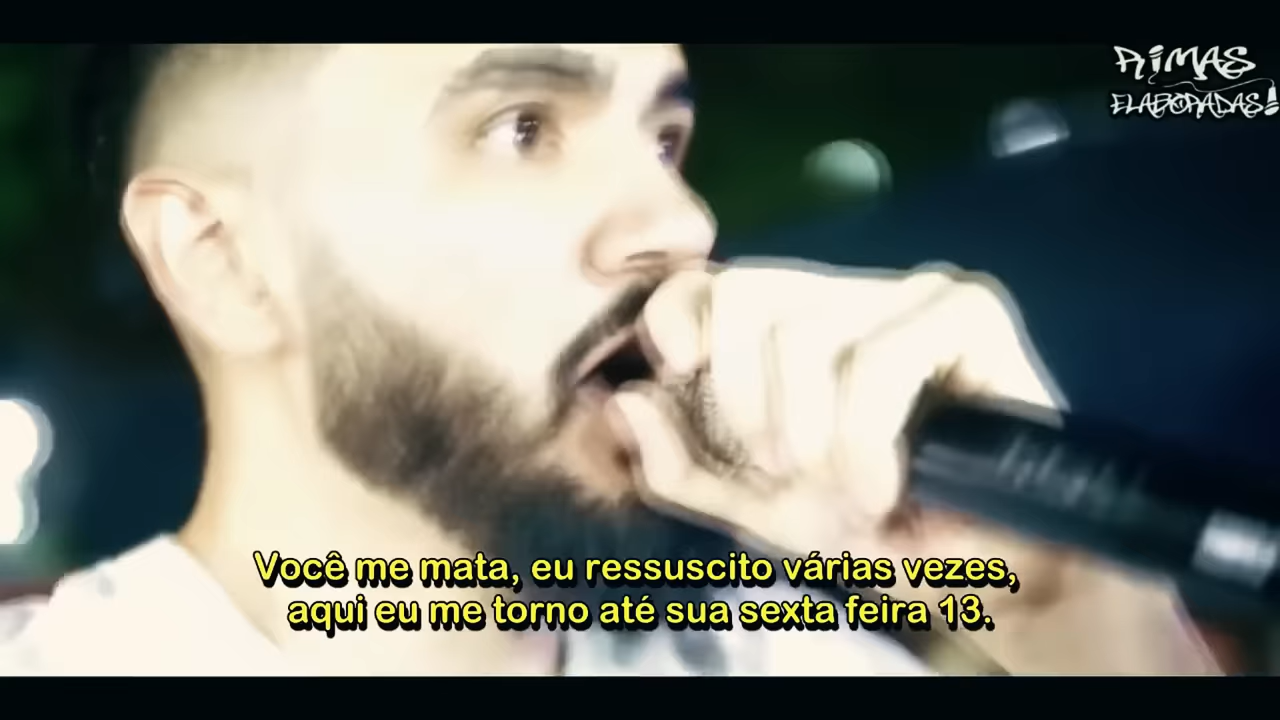 RIMAS
ELABORADAS!
Você me mata, eu ressuscito várias vezes,
aqui eu me torno até sua sexta feira 13.